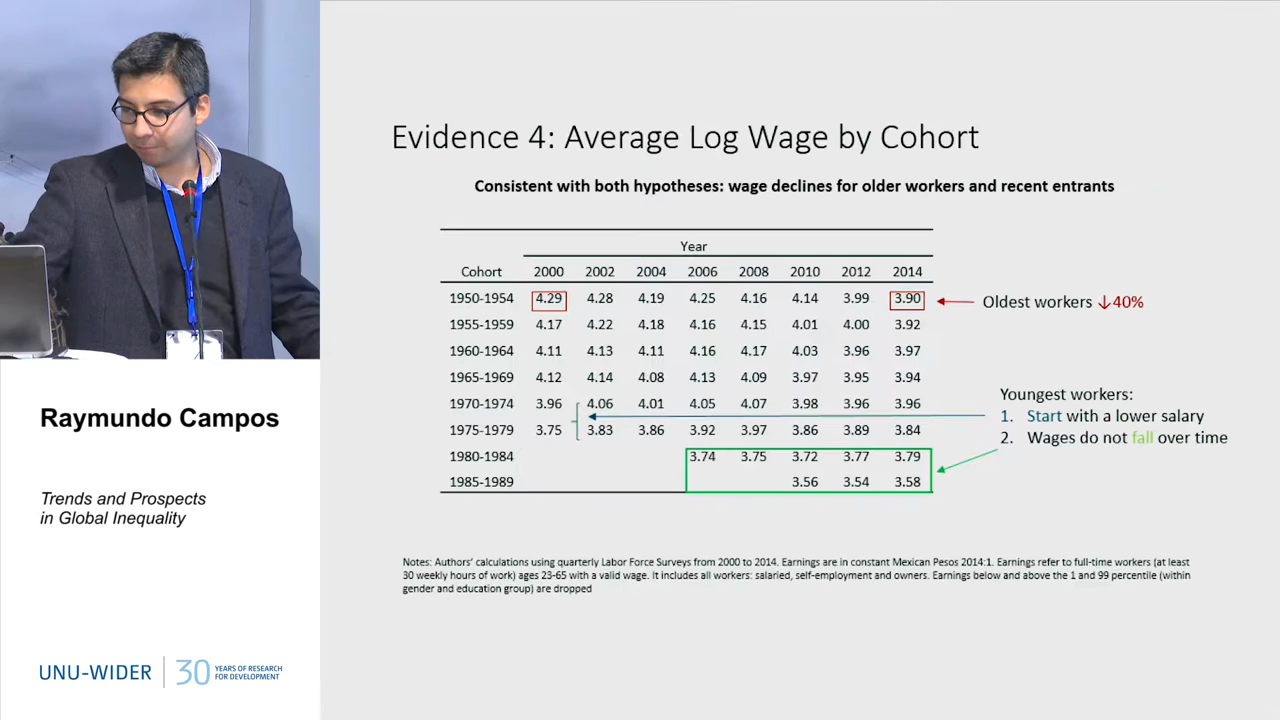 Evidence 4: Average Log Wage by Cohort
Consistent with both hypotheses: wage declines for older workers and recent entrants
Year
Cohort 2000 2002 2004 2006 2008 2010 2012 2014
1950-1954 4.29 4.28 4.19 4.25 4.16 4.14 3.99 3.90
Oldest workers ↓40%
1955-1959 4.17 4.22 4.18 4.16 4.15 4.01 4.00 3.92
1960-1964 4.11 4.13 4.11 4.16 4.17 4.03 3.96 3.97
1965-1969 4.12 4.14 4.08 4.13 4.09 3.97 3.95 3.94
1970-1974 3.96 4.06 4.01 4.05 4.07 3.98 3.96 3.96
1975-1979 3.75 3.83 3.86 3.92 3.97 3.86 3.89 3.84
1980-1984 3.74 3.75 3.72 3.77 3.79
1985-1989 3.56 3.54 3.58
Youngest workers:
1. Start with a lower salary
2. Wages do not fall over time
Notes: Authors' calculations using quarterly Labor Force Surveys from 2000 to 2014. Earnings are in constant Mexican Pesos 2014:1. Earnings refer to full-time workers (at least
30 weekly hours of work) ages 23-65 with a valid wage. It includes all workers: salaried, self-employment and owners. Earnings below and above the 1 and 99 percentile (within
gender and education group) are dropped
Raymundo Campos
Trends and Prospects
in Global Inequality
UNU-WIDER
30 YEARS OF RESEARCH
FOR DEVELOPMENT